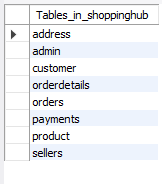 Tables_in_shoppinghub
address
admin
customer
orderdetails
orders
payments
product
sellers